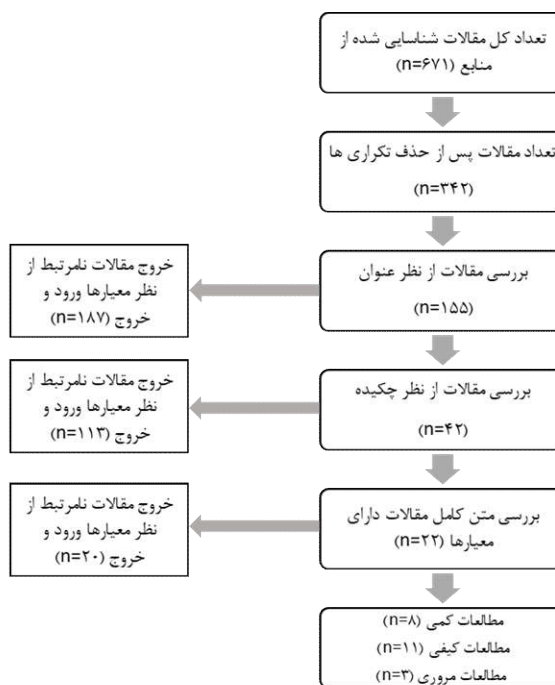 تعداد کل مقالات شناسایی شده از
منابع (n=۶۷۱)
تعداد مقالات پس از حذف تکراری ها
(n=۳۴۲)
بررسی مقالات از نظر عنوان
(n=۱۵۵)
خروج مقالات نامرتبط از
نظر معیارها ورود و
خروج (n=۱۸۷)
بررسی مقالات از نظر چکیده
(n=۴۲)
خروج مقالات نامرتبط از
نظر معیارها ورود و
خروج (n=۱۱۳)
بررسی متن کامل مقالات دارای
معیارها (n=۲۲)
خروج مقالات نامرتبط از
نظر معیارها ورود و
خروج (n=۲۰)
مطالعات کمی (n=۸)
مطالعات کیفی (n=۱۱)
مطالعات مروری (n=۳)